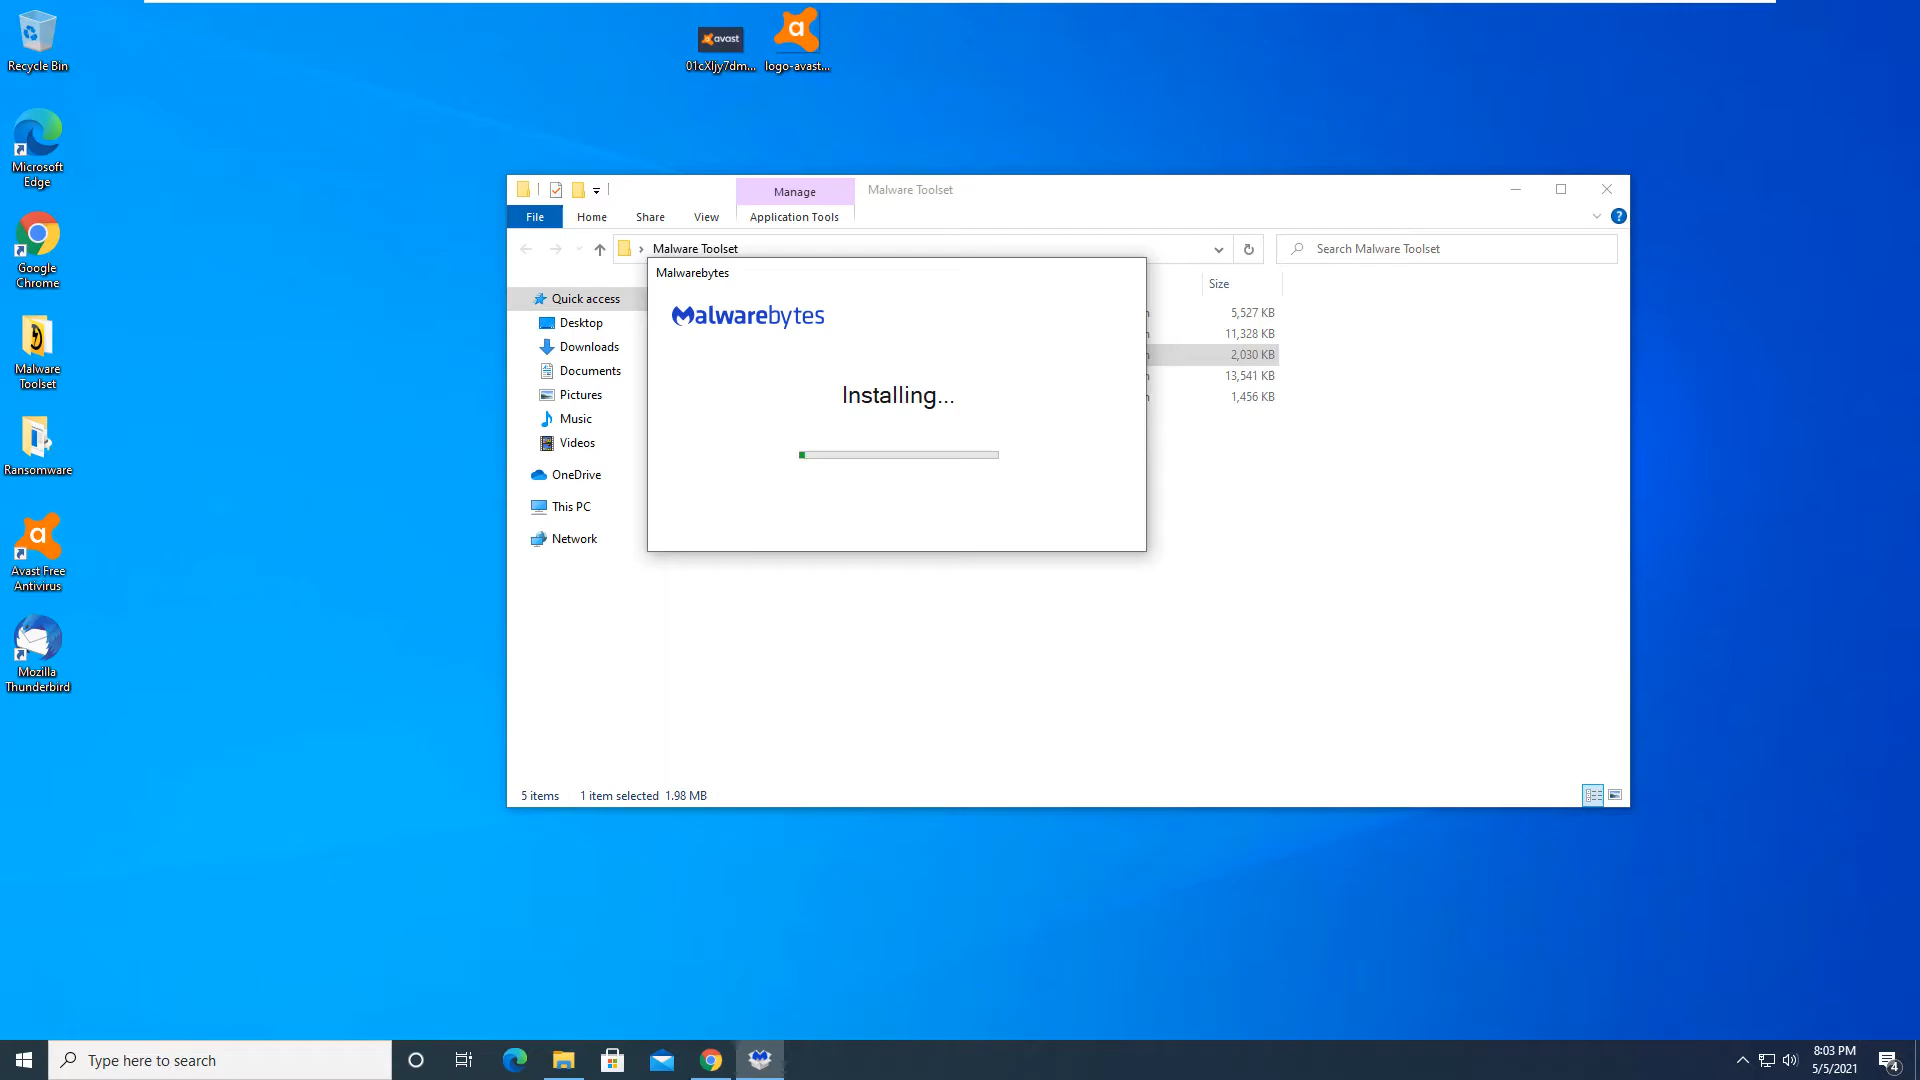 Recycle Bin
01cXljy7dm...
avast
logo-avast...
Microsoft
Edge
Google
Chrome
Malware
Toolset
Ransomware
Avast Free
Antivirus
Mozilla
Thunderbird
Manage
Malware Toolset
File
Home
Share
View
Application Tools
Malware Toolset
Search Malware Toolset
Quick access
Desktop
Downloads
Documents
Pictures
Music
Videos
OneDrive
This PC
Network
Size
5,527 KB
11,328 KB
2,030 KB
13,541 KB
1,456 KB
Malwarebytes
Malwarebytes
Installing...
5 items
1 item selected 1.98 MB
Type here to search
8:03 PM
5/5/2021
4